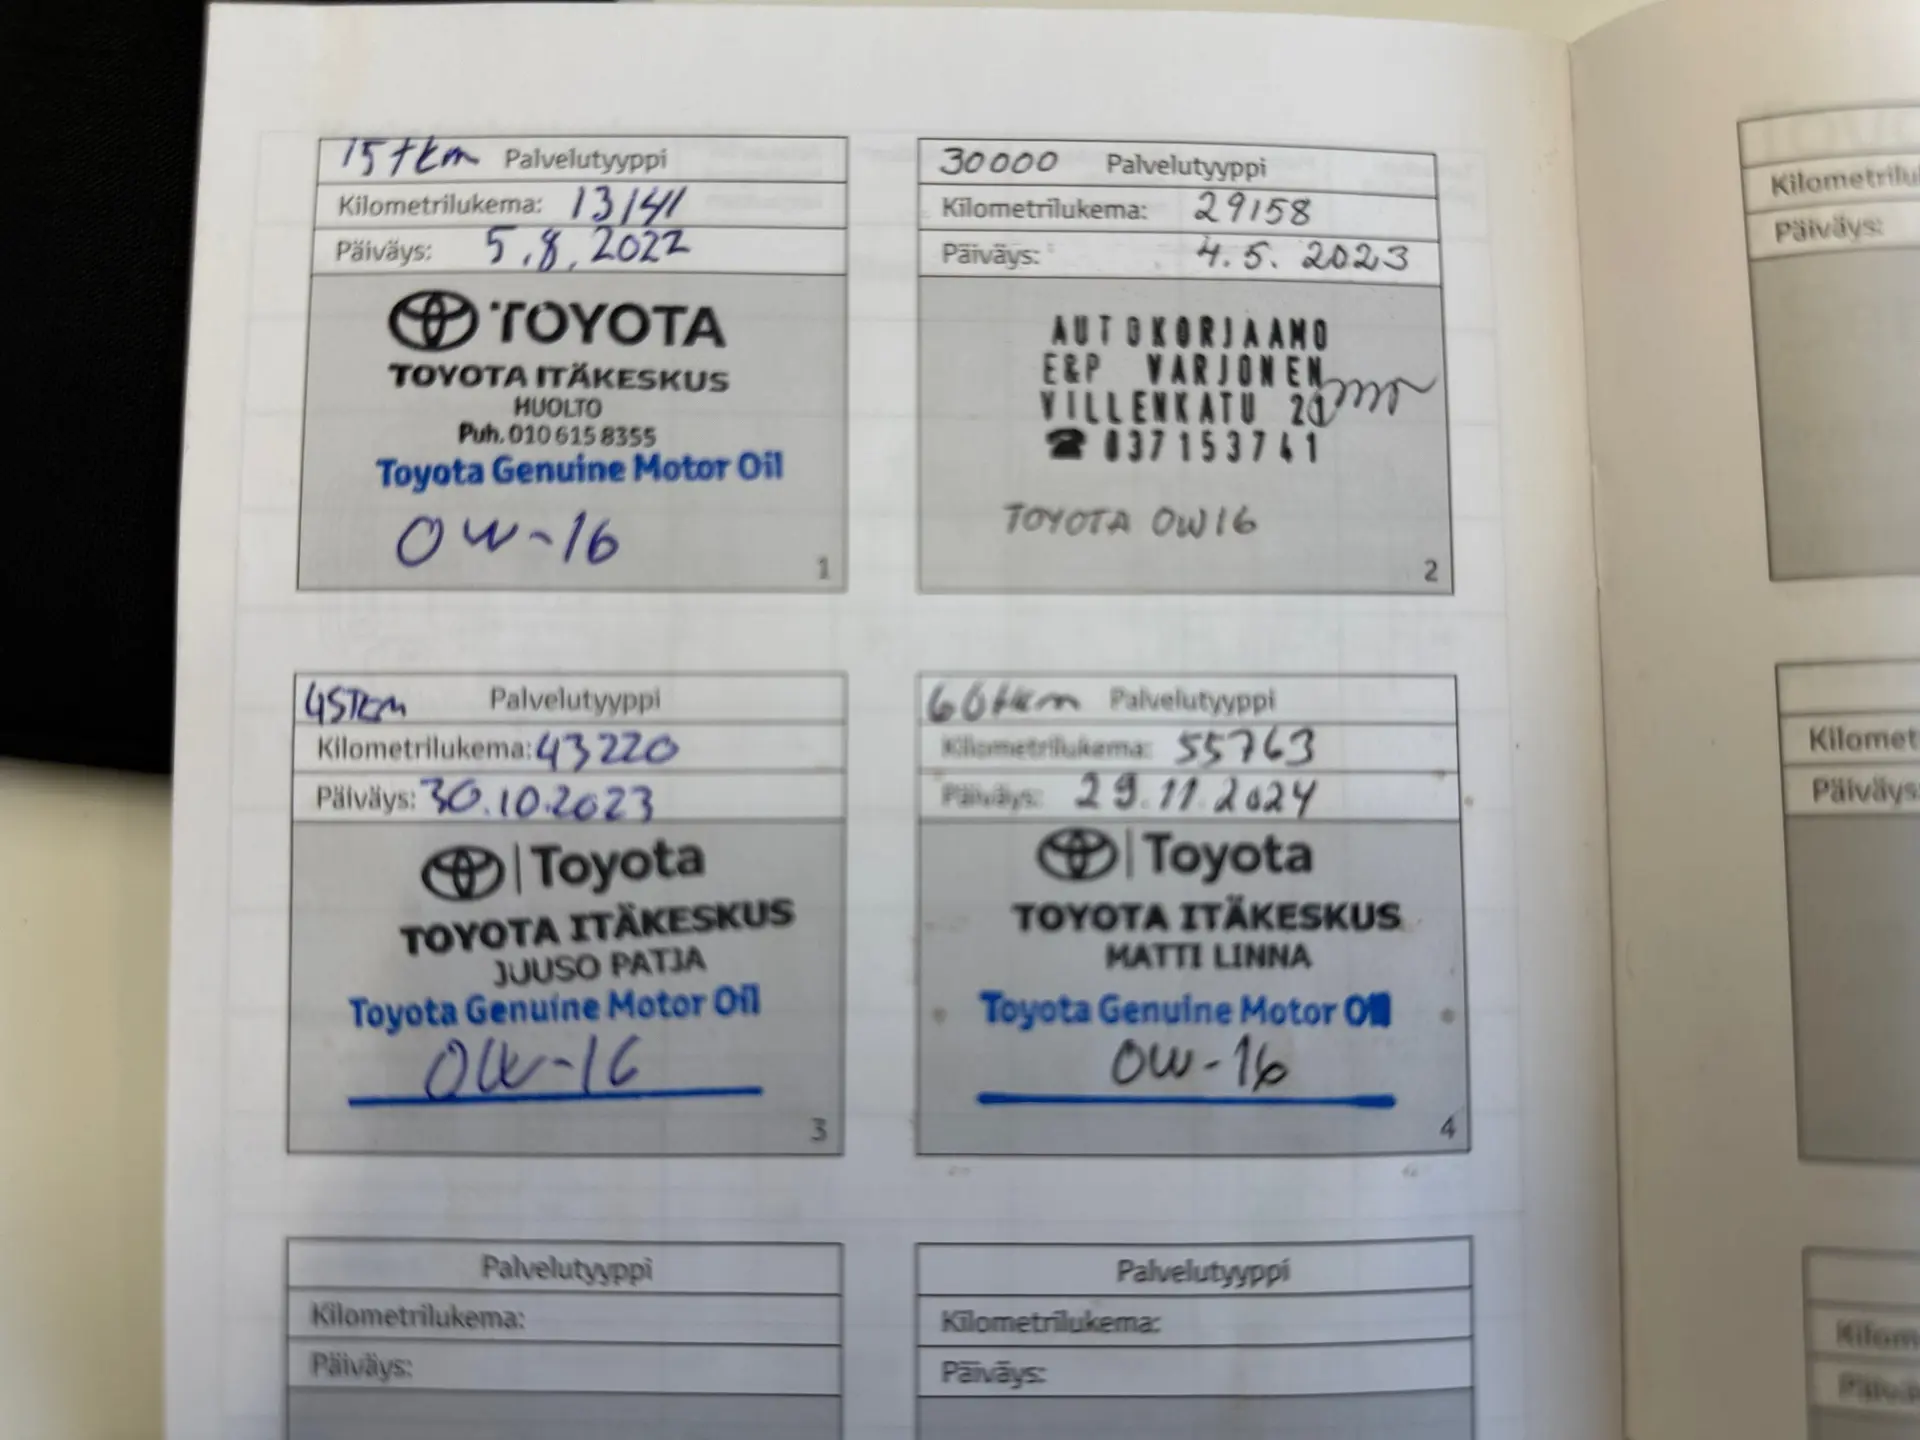 15tkm Palvelutyyppi
Kilometrilukema: 13141
Päiväys: 5.8.2022
TOYOTA
TOYOTA ITÄKESKUS
HUOLTO
Puh. 010 615 8355
Toyota Genuine Motor Oil
0W-16
1
30000 Palvelutyyppi
Kilometrilukema: 29158
Päiväys: 4.5. 2023
AUTOKORJAAMO
E&P VARJONEN
VILLENKATU 21
☎ 037153741
TOYOTA 0W16
2
45Tkm Palvelutyyppi
Kilometrilukema: 43220
Päiväys: 30.10.2023
Toyota
TOYOTA ITÄKESKUS
JUUSO PATJA
Toyota Genuine Motor Oil
0W-16
3
60tkm Palvelutyyppi
Kilometrilukema: 55763
Päiväys: 29.11.2024
Toyota
TOYOTA ITÄKESKUS
MATTI LINNA
Toyota Genuine Motor Oil
0W-16
4
Palvelutyyppi
Kilometrilukema:
Päiväys:
Palvelutyyppi
Kilometrilukema:
Päiväys:
Kilometrilu
Päiväys:
Kilomet
Päiväys:
Kilom